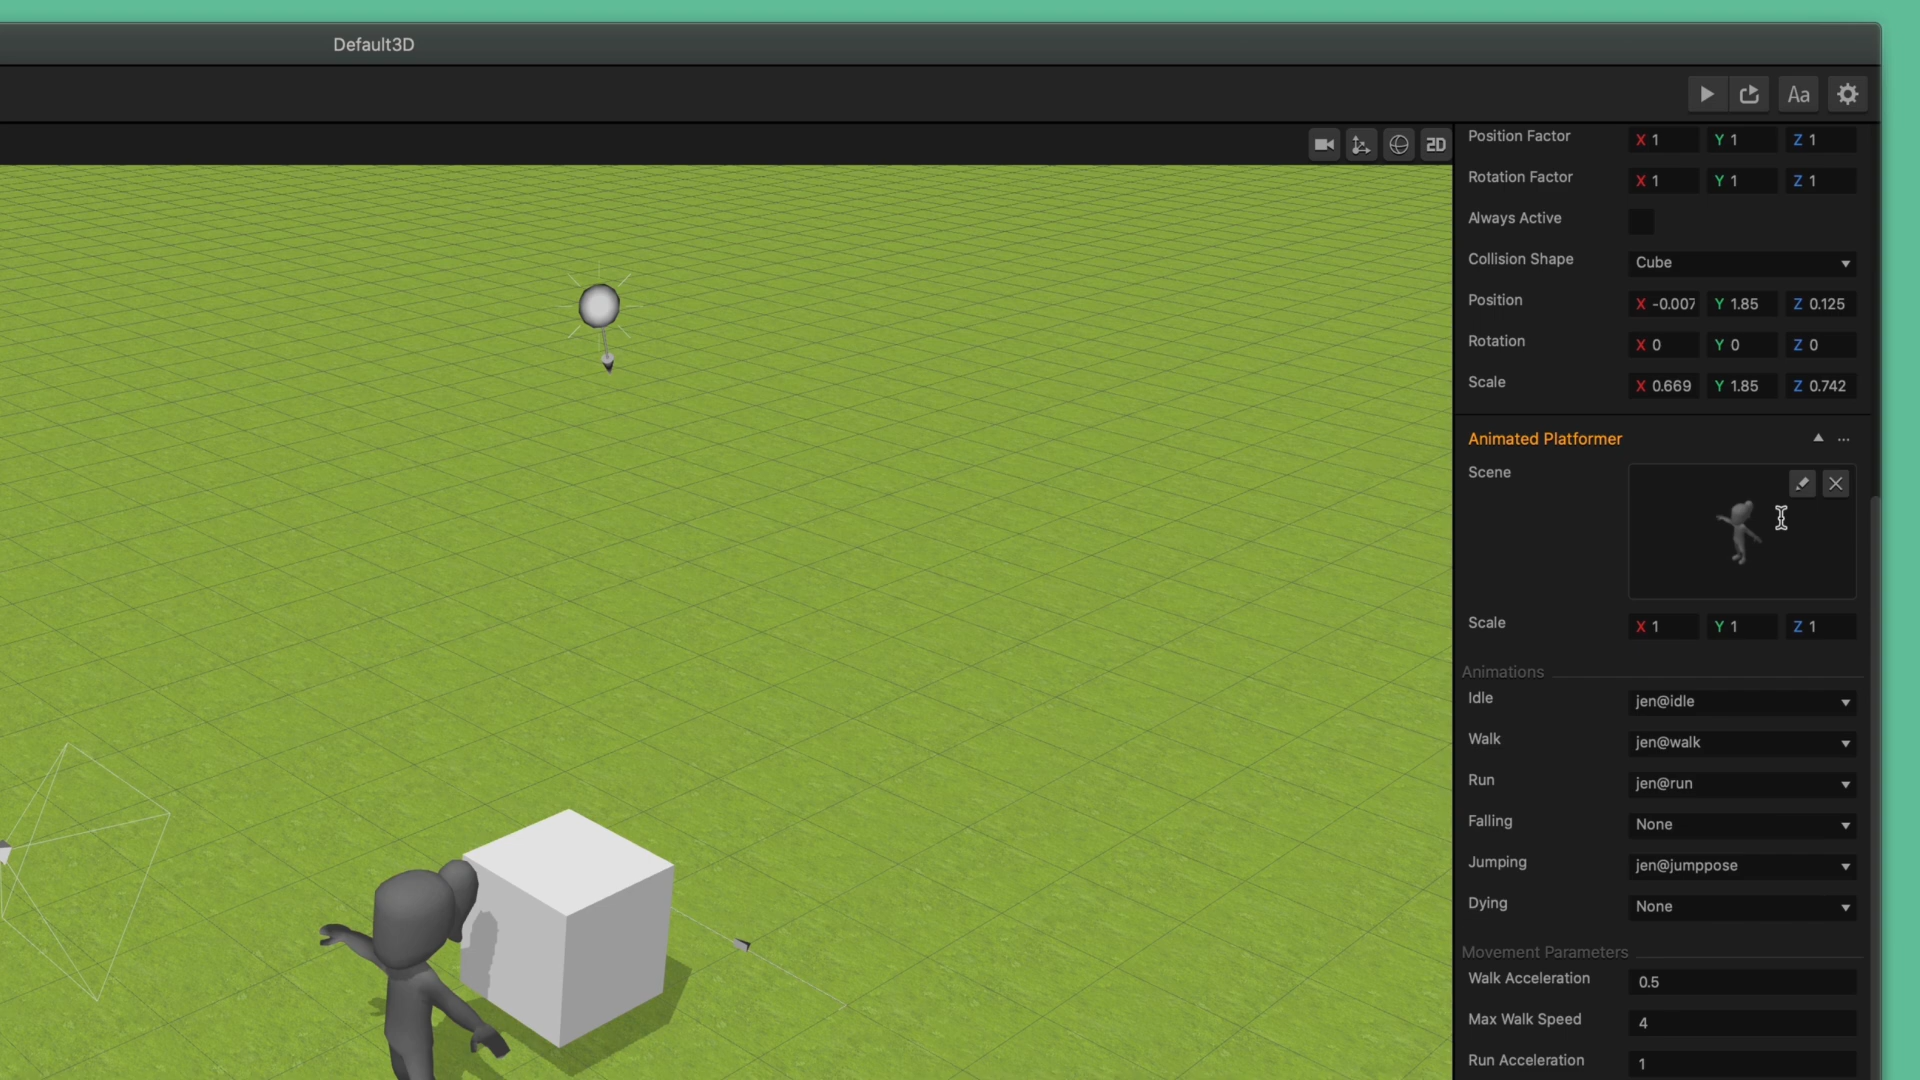 Default3D
Aa
2D
Position Factor X 1 Y 1 Z 1
Rotation Factor X 1 Y 1 Z 1
Always Active
Collision Shape Cube
Position X -0.007 Y 1.85 Z 0.125
Rotation X 0 Y 0 Z 0
Scale X 0.669 Y 1.85 Z 0.742
Animated Platformer
Scene
Scale X 1 Y 1 Z 1
Animations
Idle jen@idle
Walk jen@walk
Run jen@run
Falling None
Jumping jen@jumppose
Dying None
Movement Parameters
Walk Acceleration 0.5
Max Walk Speed 4
Run Acceleration 1